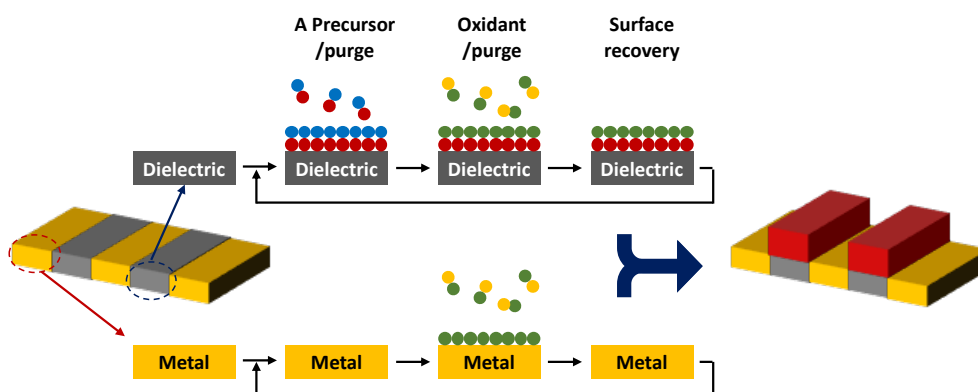 A Precursor
/purge
Oxidant
/purge
Surface
recovery
Dielectric
Dielectric
Dielectric
Dielectric
Metal
Metal
Metal
Metal